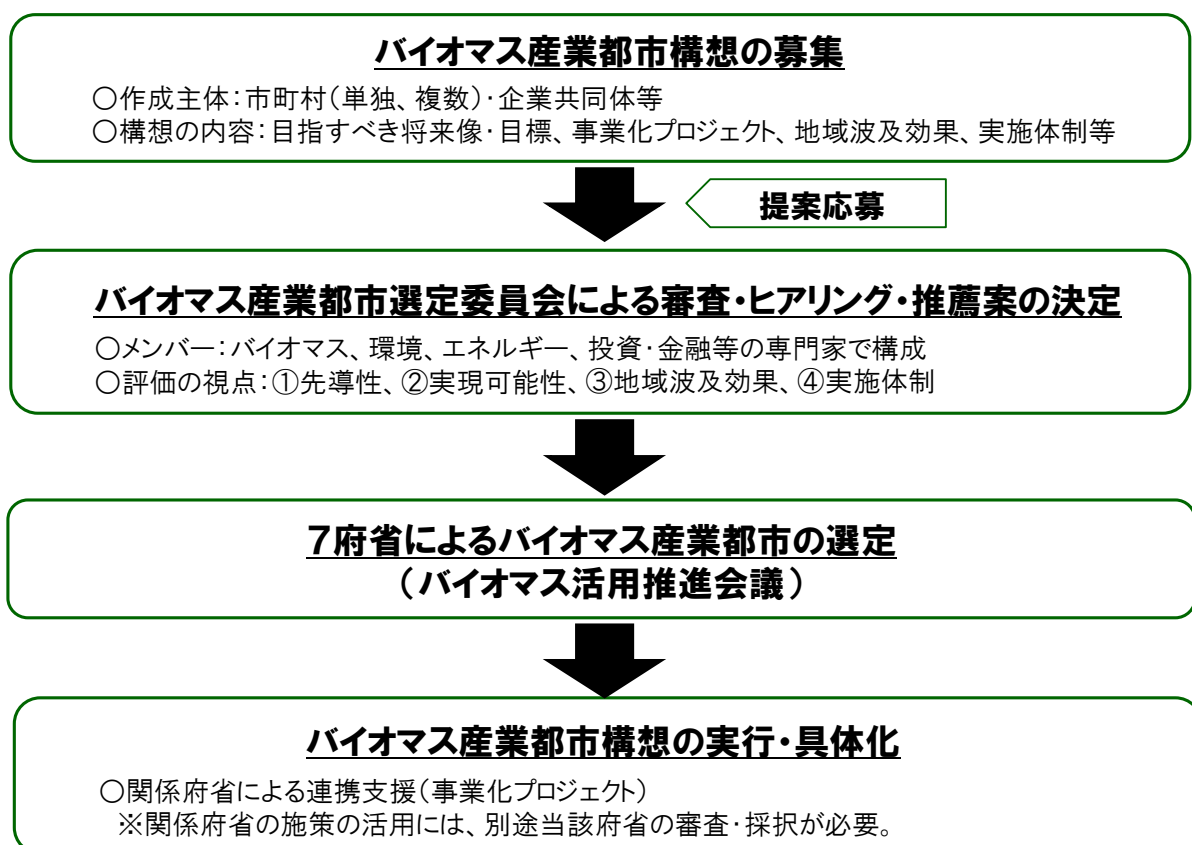 バイオマス産業都市構想の募集
○作成主体：市町村（単独、複数）・企業共同体等
○構想の内容：目指すべき将来像・目標、事業化プロジェクト、地域波及効果、実施体制等
提案応募
バイオマス産業都市選定委員会による審査・ヒアリング・推薦案の決定
○メンバー：バイオマス、環境、エネルギー、投資・金融等の専門家で構成
○評価の視点：①先導性、②実現可能性、③地域波及効果、④実施体制
７府省によるバイオマス産業都市の選定
（バイオマス活用推進会議）
バイオマス産業都市構想の実行・具体化
○関係府省による連携支援（事業化プロジェクト）
※関係府省の施策の活用には、別途当該府省の審査・採択が必要。